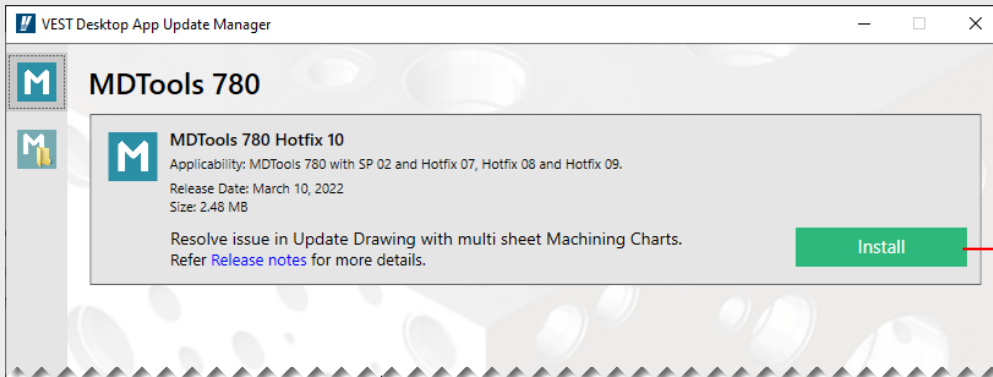 VEST Desktop App Update Manager
MDTools 780
MDTools 780 Hotfix 10
Applicability: MDTools 780 with SP 02 and Hotfix 07, Hotfix 08 and Hotfix 09.
Release Date: March 10, 2022
Size: 2.48 MB
Resolve issue in Update Drawing with multi sheet Machining Charts.
Refer Release notes for more details.
Install